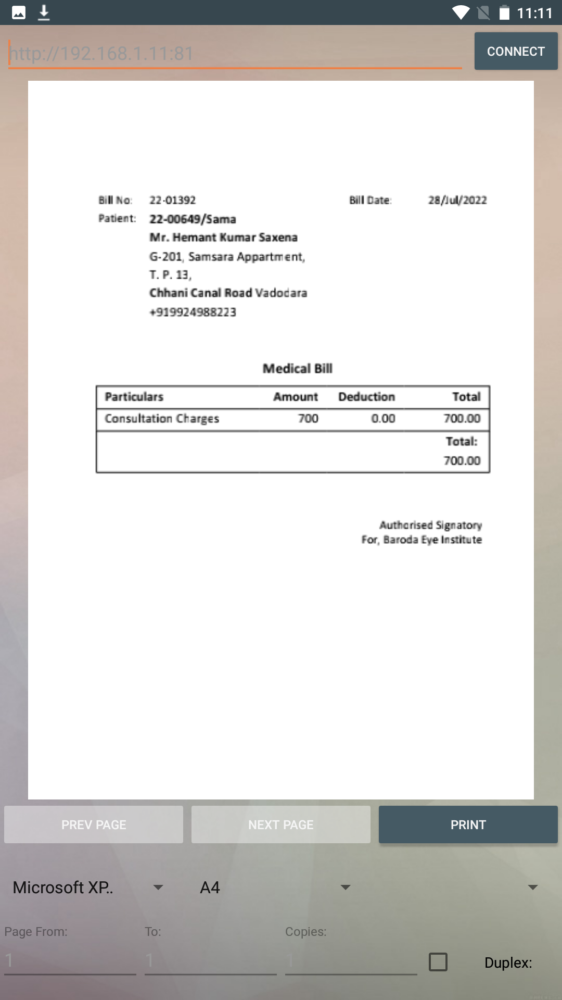 11:11
http://192.168.1.11:81
CONNECT
Bill No: 22-01392 Bill Date: 28/Jul/2022
Patient: 22-00649/Sama
Mr. Hemant Kumar Saxena
G-201, Samsara Appartment,
T. P. 13,
Chhani Canal Road Vadodara
+919924988223
Medical Bill
Particulars Amount Deduction Total
Consultation Charges 700 0.00 700.00
Total:
700.00
Authorised Signatory
For, Baroda Eye Institute
PREV PAGE NEXT PAGE PRINT
Microsoft XP.. A4
Page From: To: Copies:
1 1 1 Duplex: